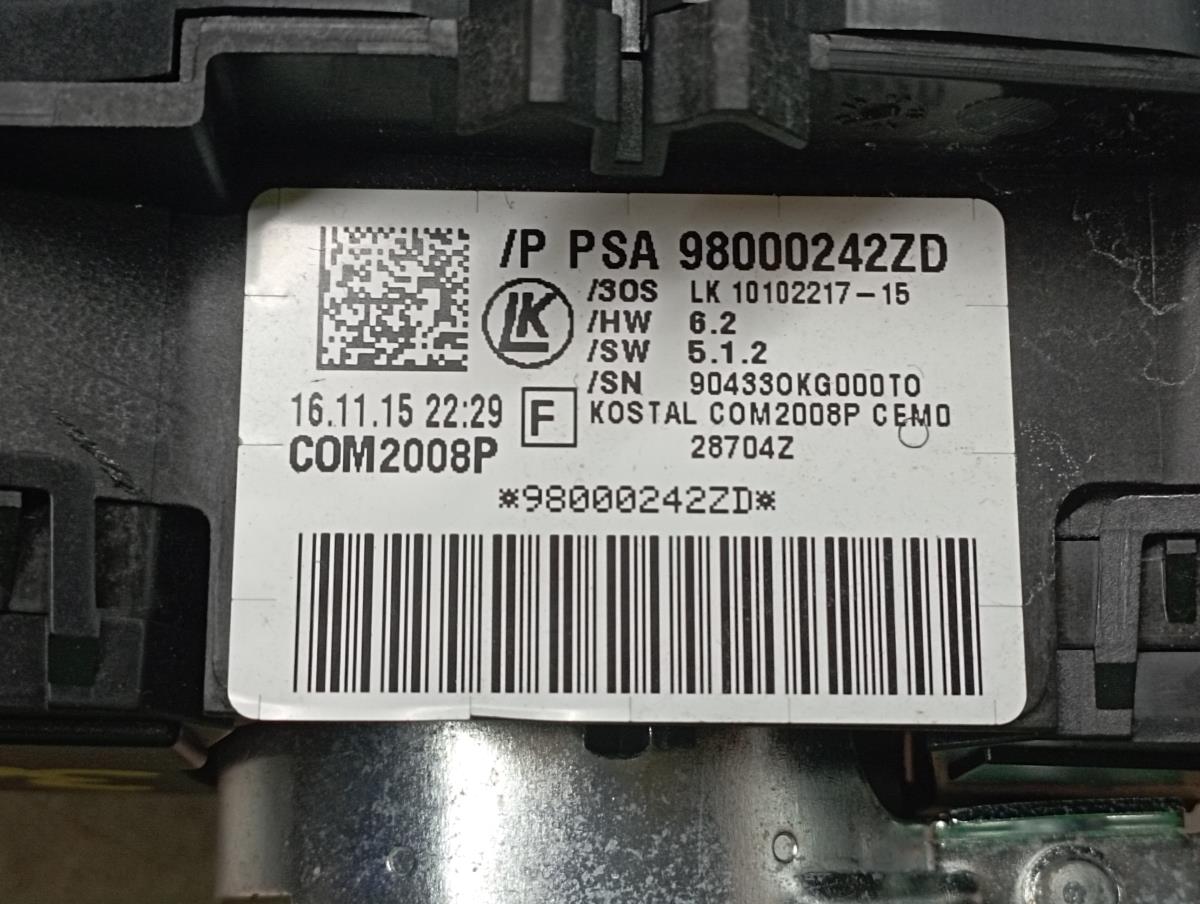 /P PSA 98000242ZD
LK
/3OS LK 10102217-15
/HW 6.2
/SW 5.1.2
/SN 904330KG000T0
16.11.15 22:29
F
KOSTAL COM2008P CEM0
COM2008P
28704Z
*98000242ZD*